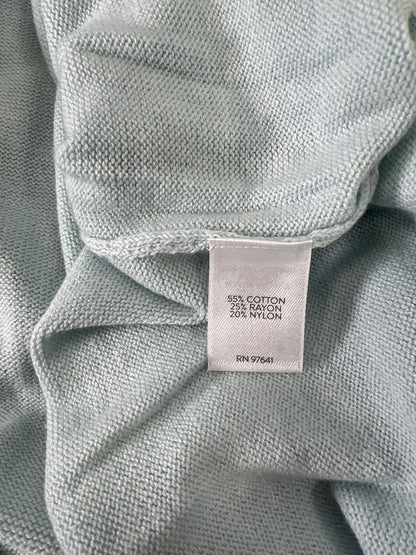 55% COTTON
25% RAYON
20% NYLON
RN 97641